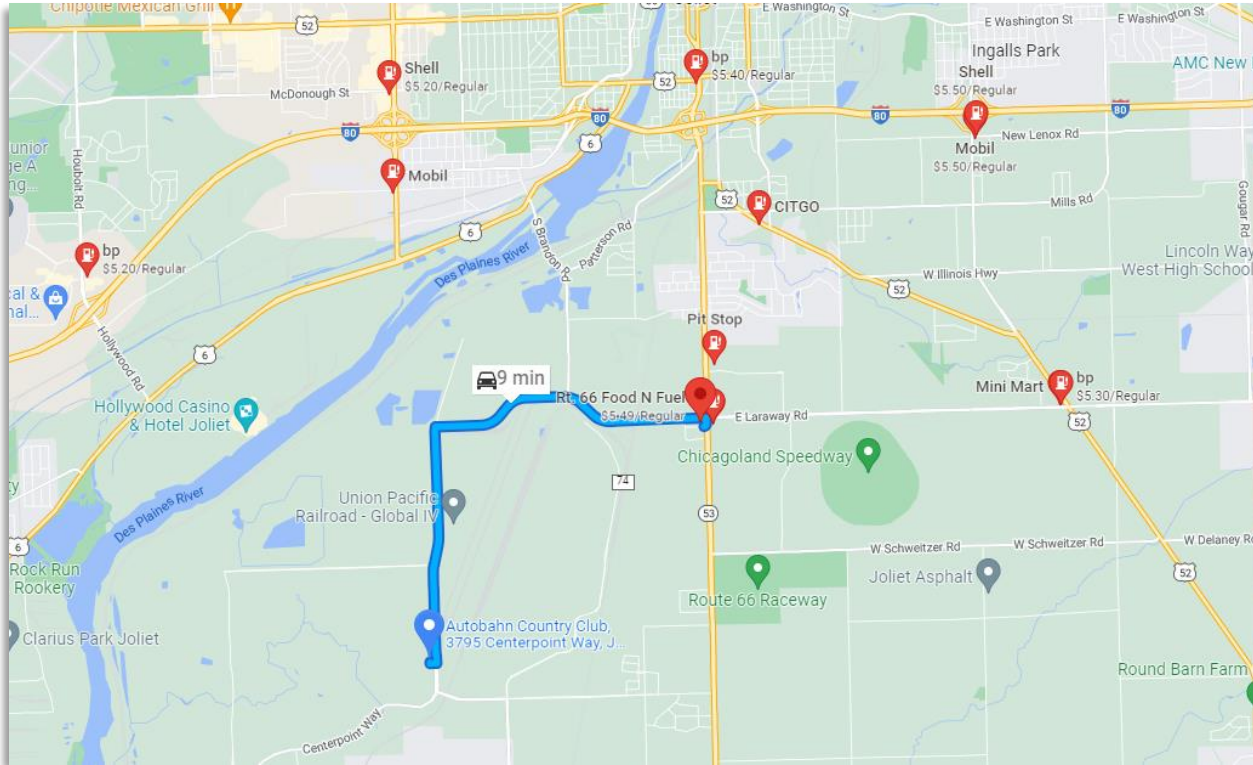 Chipotle Mexican Grill
52
E Washington St
E Washington St
E Washington St
Ingalls Park
bp
$5.40/Regular
52
Shell
$5.20/Regular
Shell
$5.50/Regular
AMC New
McDonough St
80
80
80
80
6
New Lenox Rd
Mobil
$5.50/Regular
Houbolt Rd
Mobil
52
CITGO
Mills Rd
Gougar Rd
S Brandon Rd
Patterson Rd
6
bp
$5.20/Regular
Des Plaines River
Lincoln Way
West High School
W Illinois Hwy
52
Pit Stop
Hollywood Rd
6
9 min
Mini Mart
bp
$5.30/Regular
Rt 66 Food N Fuel
$5.49/Regular
E Laraway Rd
52
Hollywood Casino
& Hotel Joliet
Chicagoland Speedway
74
Union Pacific
Railroad - Global IV
Des Plaines River
53
6
W Schweitzer Rd
W Schweitzer Rd
W Delaney Rd
52
Rock Run
Rookery
Joliet Asphalt
Route 66 Raceway
Clarius Park Joliet
Autobahn Country Club,
3795 Centerpoint Way, J...
Round Barn Farm
Centerpoint Way